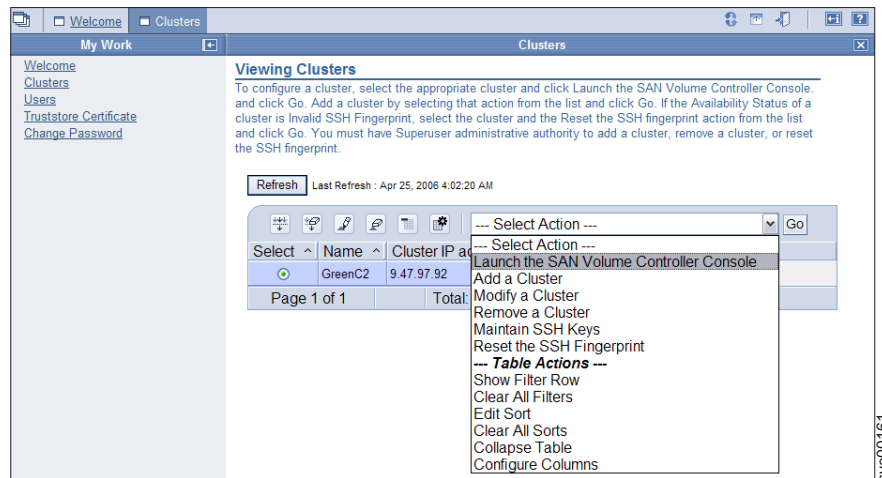 Welcome Clusters
My Work Clusters
Welcome
Clusters
Users
Truststore Certificate
Change Password
Viewing Clusters
To configure a cluster, select the appropriate cluster and click Launch the SAN Volume Controller Console.
and click Go. Add a cluster by selecting that action from the list and click Go. If the Availability Status of a
cluster is Invalid SSH Fingerprint, select the cluster and the Reset the SSH fingerprint action from the list
and click Go. You must have Superuser administrative authority to add a cluster, remove a cluster, or reset
the SSH fingerprint.
Refresh Last Refresh : Apr 25, 2006 4:02:20 AM
--- Select Action --- Go
Select Name Cluster IP
GreenC2 9.47.97.92
Page 1 of 1 Total:
--- Select Action ---
Launch the SAN Volume Controller Console
Add a Cluster
Modify a Cluster
Remove a Cluster
Maintain SSH Keys
Reset the SSH Fingerprint
--- Table Actions ---
Show Filter Row
Clear All Filters
Edit Sort
Clear All Sorts
Collapse Table
Configure Columns